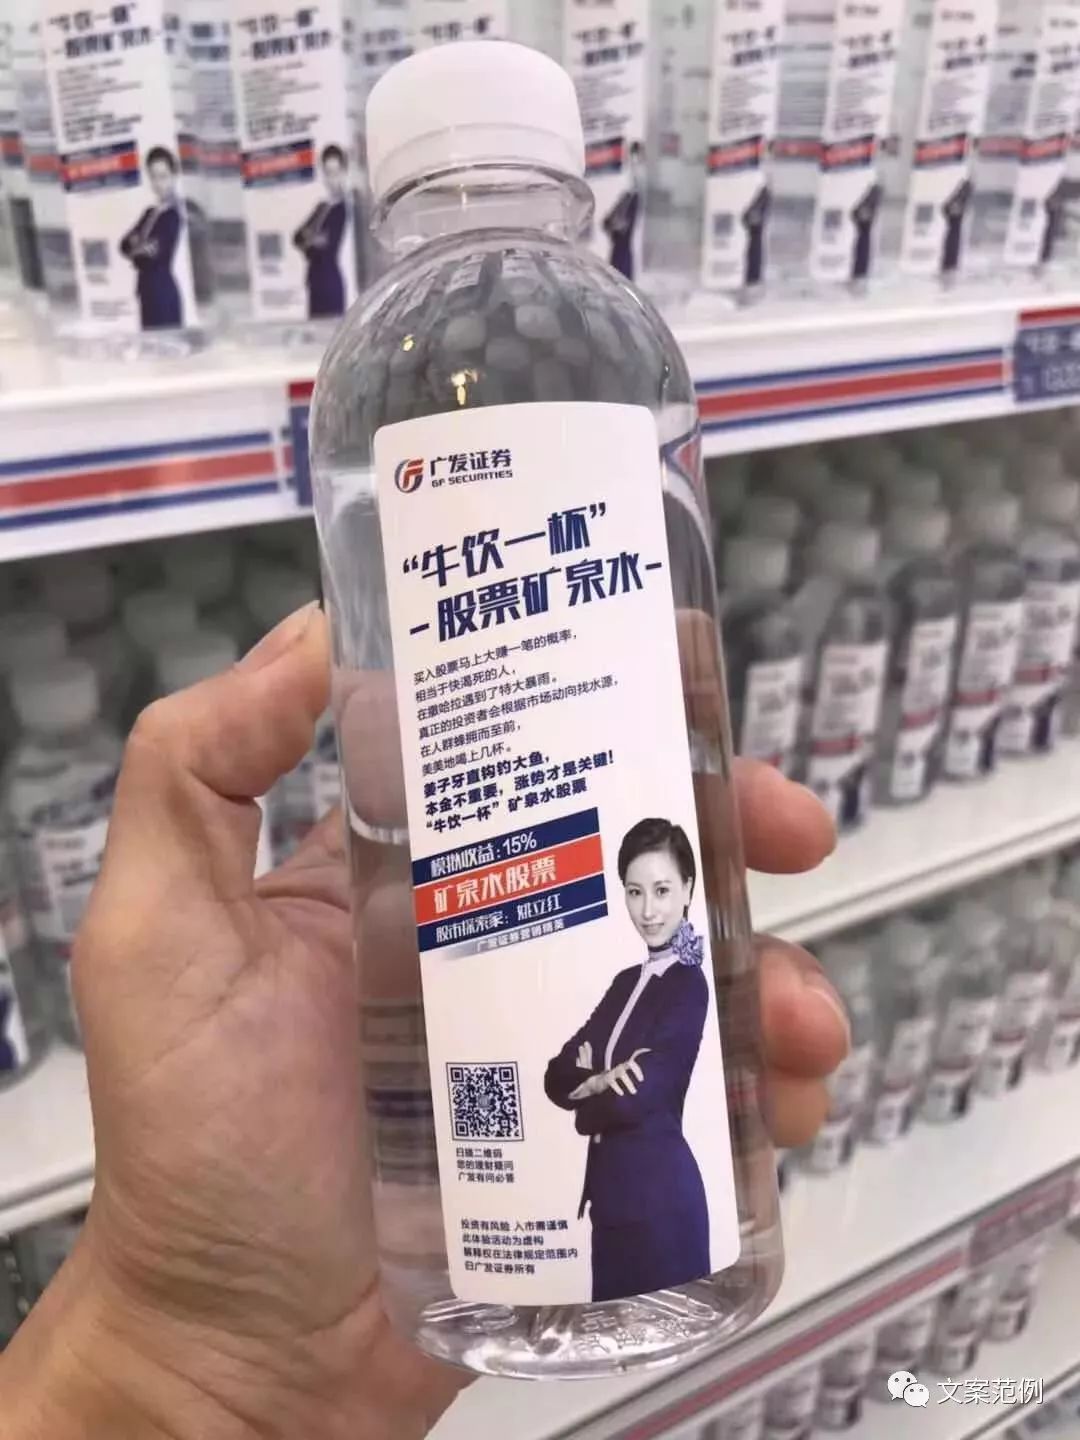 广发证券
GF SECURITIES
“牛饮一杯”
-股票矿泉水-
买入股票马上大赚一笔的概率，
相当于快渴死的人，
在撒哈拉遇到了特大暴雨。
真正的投资者会根据市场动向找水源，
在人群蜂拥而至前，
美美地喝上几杯。
姜子牙直钩钓大鱼，
本金不重要，涨势才是关键！
“牛饮一杯”矿泉水股票
模拟收益：15%
矿泉水股票
股市探索家：姚立红
广发证券营销精英
扫描二维码
您的理财疑问
广发有问必答
投资有风险 入市需谨慎
此体验活动为虚构
解释权在法律规定范围内
归广发证券所有
文案范例